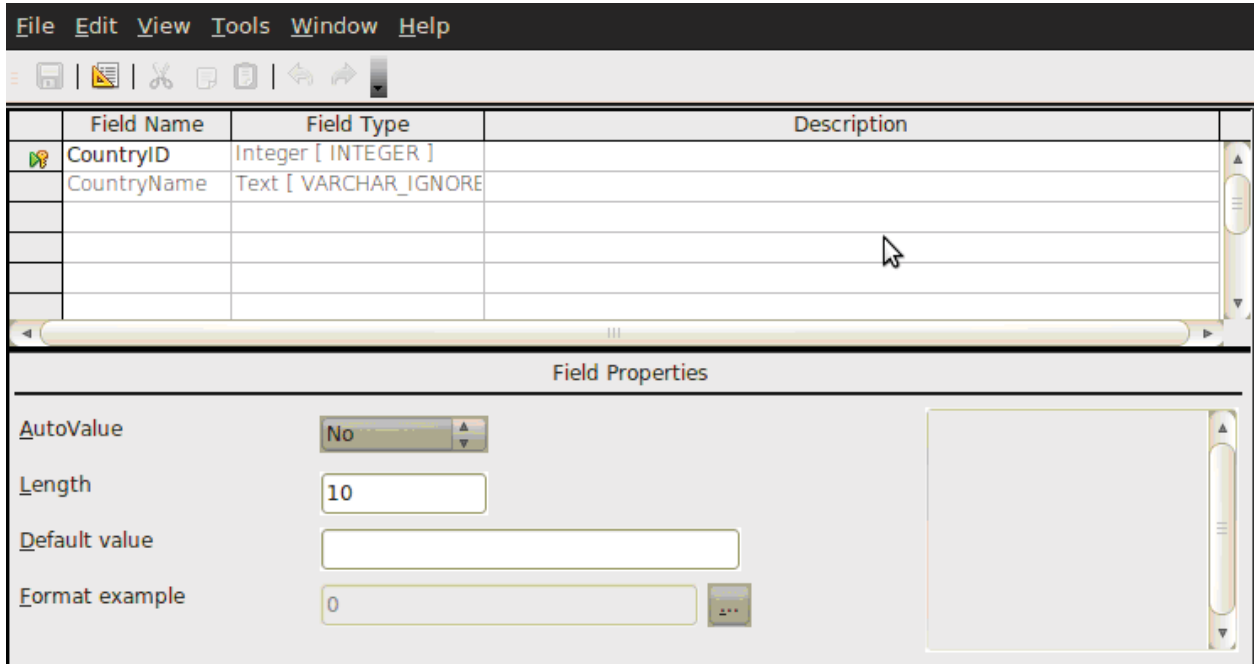 File Edit View Tools Window Help
Field Name Field Type Description
CountryID Integer [ INTEGER ]
CountryName Text [ VARCHAR_IGNORE
Field Properties
AutoValue No
Length 10
Default value
Format example 0 ...